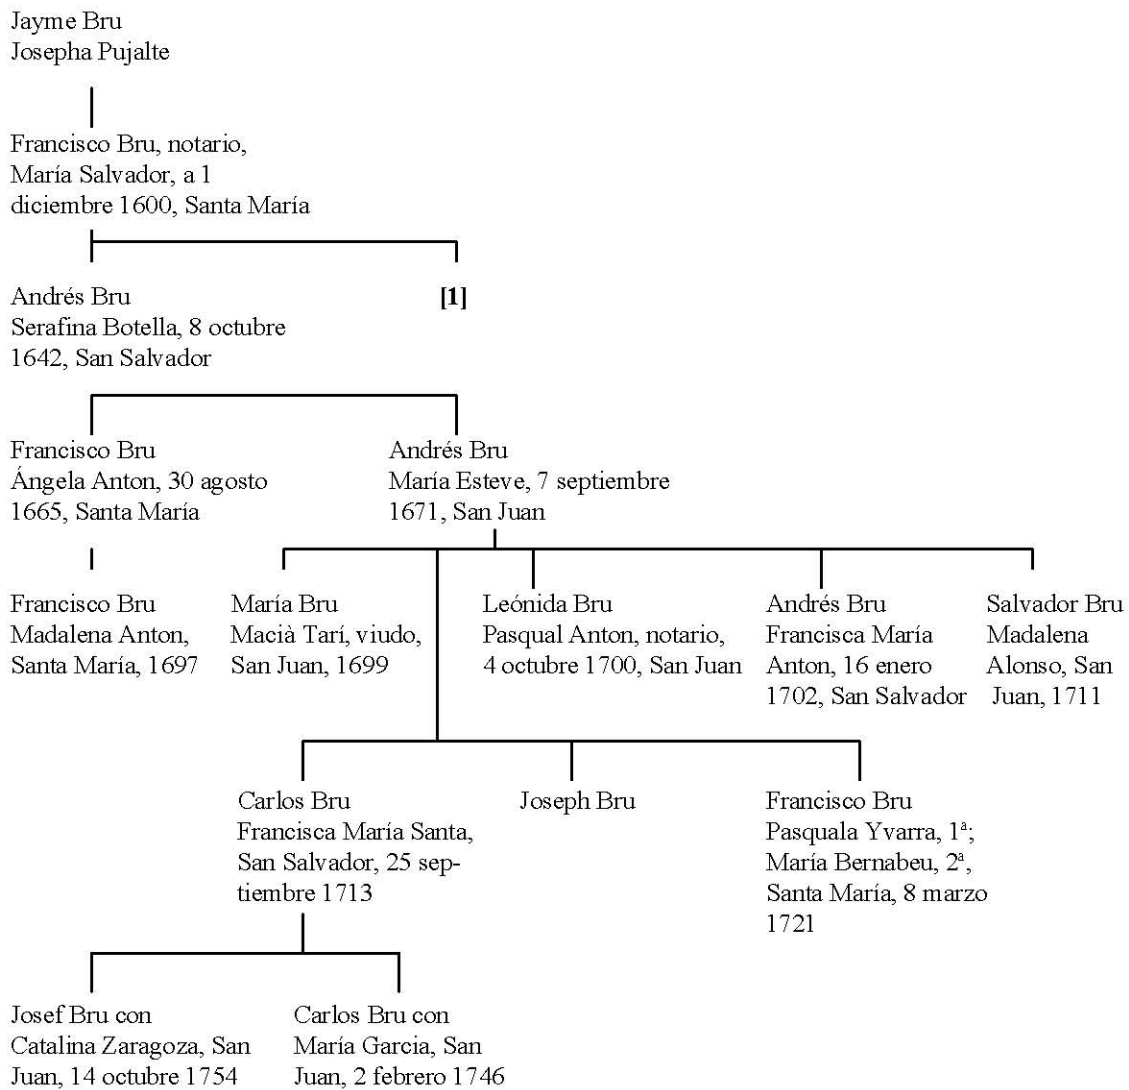 Jayme Bru
Josepha Pujalte
Francisco Bru, notario,
María Salvador, a 1
diciembre 1600, Santa María
Andrés Bru
Serafina Botella, 8 octubre
1642, San Salvador
[1]
Francisco Bru
Ángela Anton, 30 agosto
1665, Santa María
Andrés Bru
María Esteve, 7 septiembre
1671, San Juan
Francisco Bru
Madalena Anton,
Santa María, 1697
María Bru
Macià Tarí, viudo,
San Juan, 1699
Leónida Bru
Pasqual Anton, notario,
4 octubre 1700, San Juan
Andrés Bru
Francisca María
Anton, 16 enero
1702, San Salvador
Salvador Bru
Madalena
Alonso, San
Juan, 1711
Carlos Bru
Francisca María Santa,
San Salvador, 25 sep-
tiembre 1713
Joseph Bru
Francisco Bru
Pasquala Yvarra, 1ª;
María Bernabeu, 2ª,
Santa María, 8 marzo
1721
Josef Bru con
Catalina Zaragoza, San
Juan, 14 octubre 1754
Carlos Bru con
María Garcia, San
Juan, 2 febrero 1746